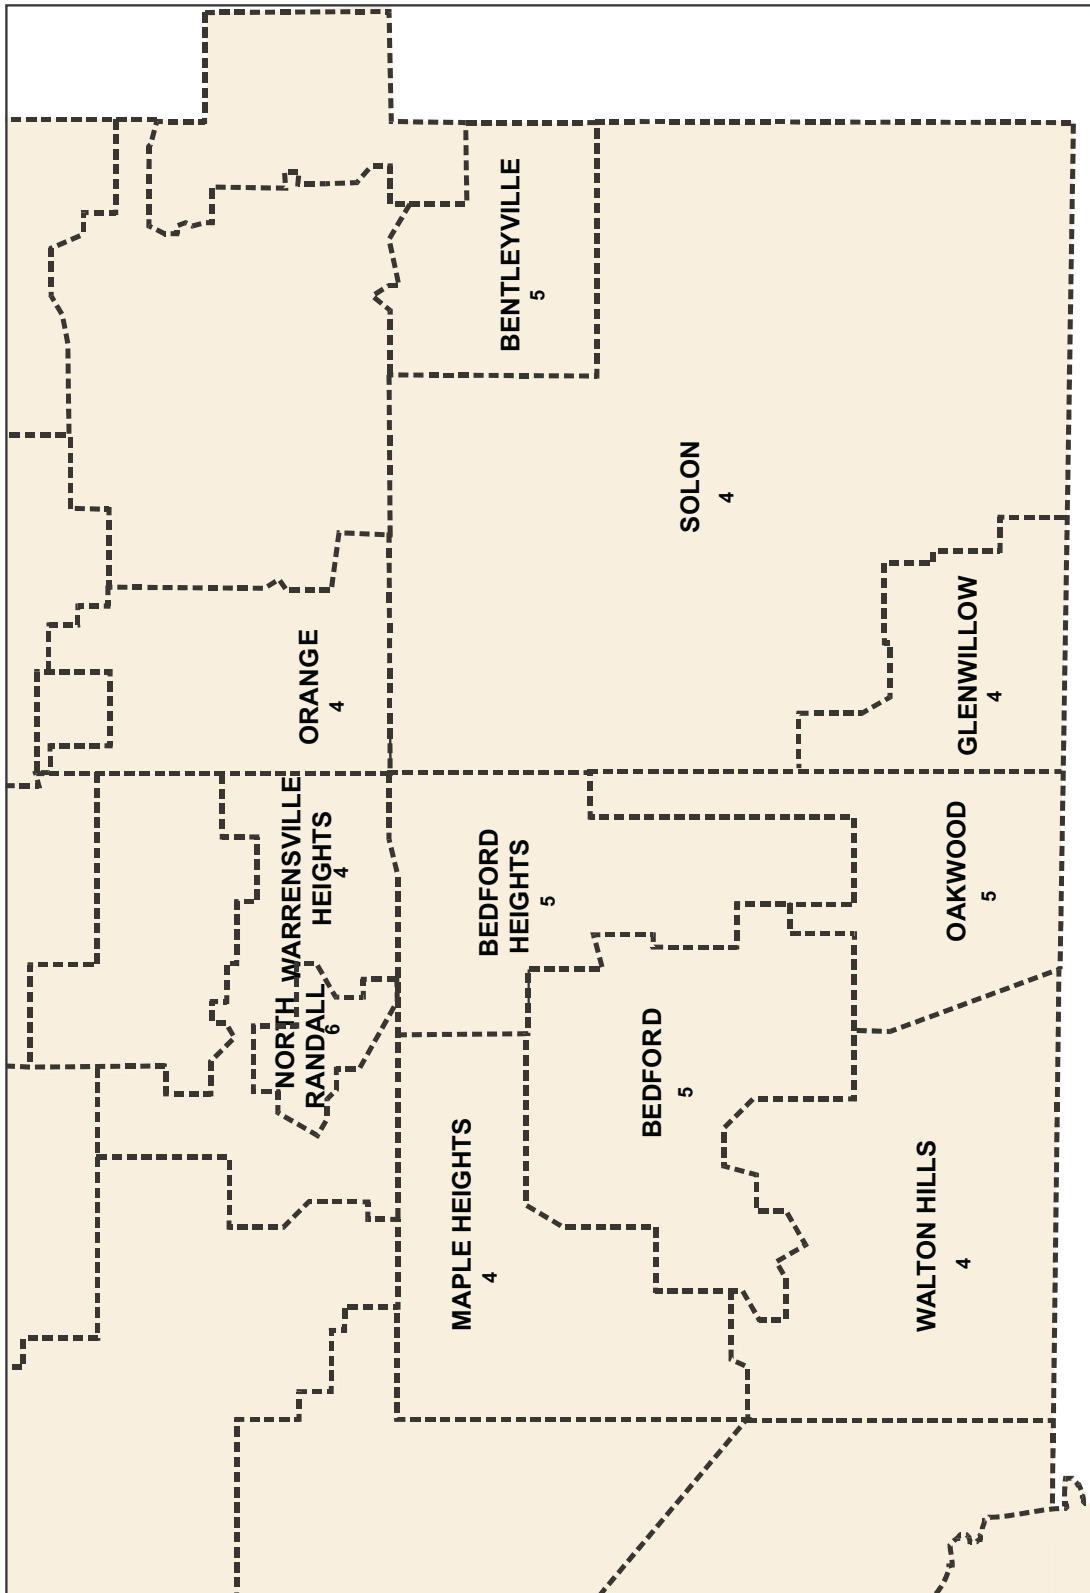 BENTLEYVILLE
5
SOLON
4
ORANGE
4
GLENWILLOW
4
WARRENSVILLE
HEIGHTS
4
BEDFORD
HEIGHTS
5
OAKWOOD
5
NORTH
RANDALL
6
BEDFORD
5
MAPLE HEIGHTS
4
WALTON HILLS
4